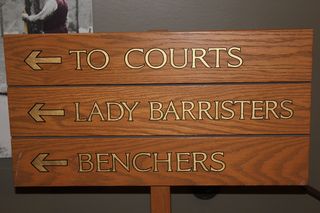 ← TO COURTS
← LADY BARRISTERS
← BENCHERS